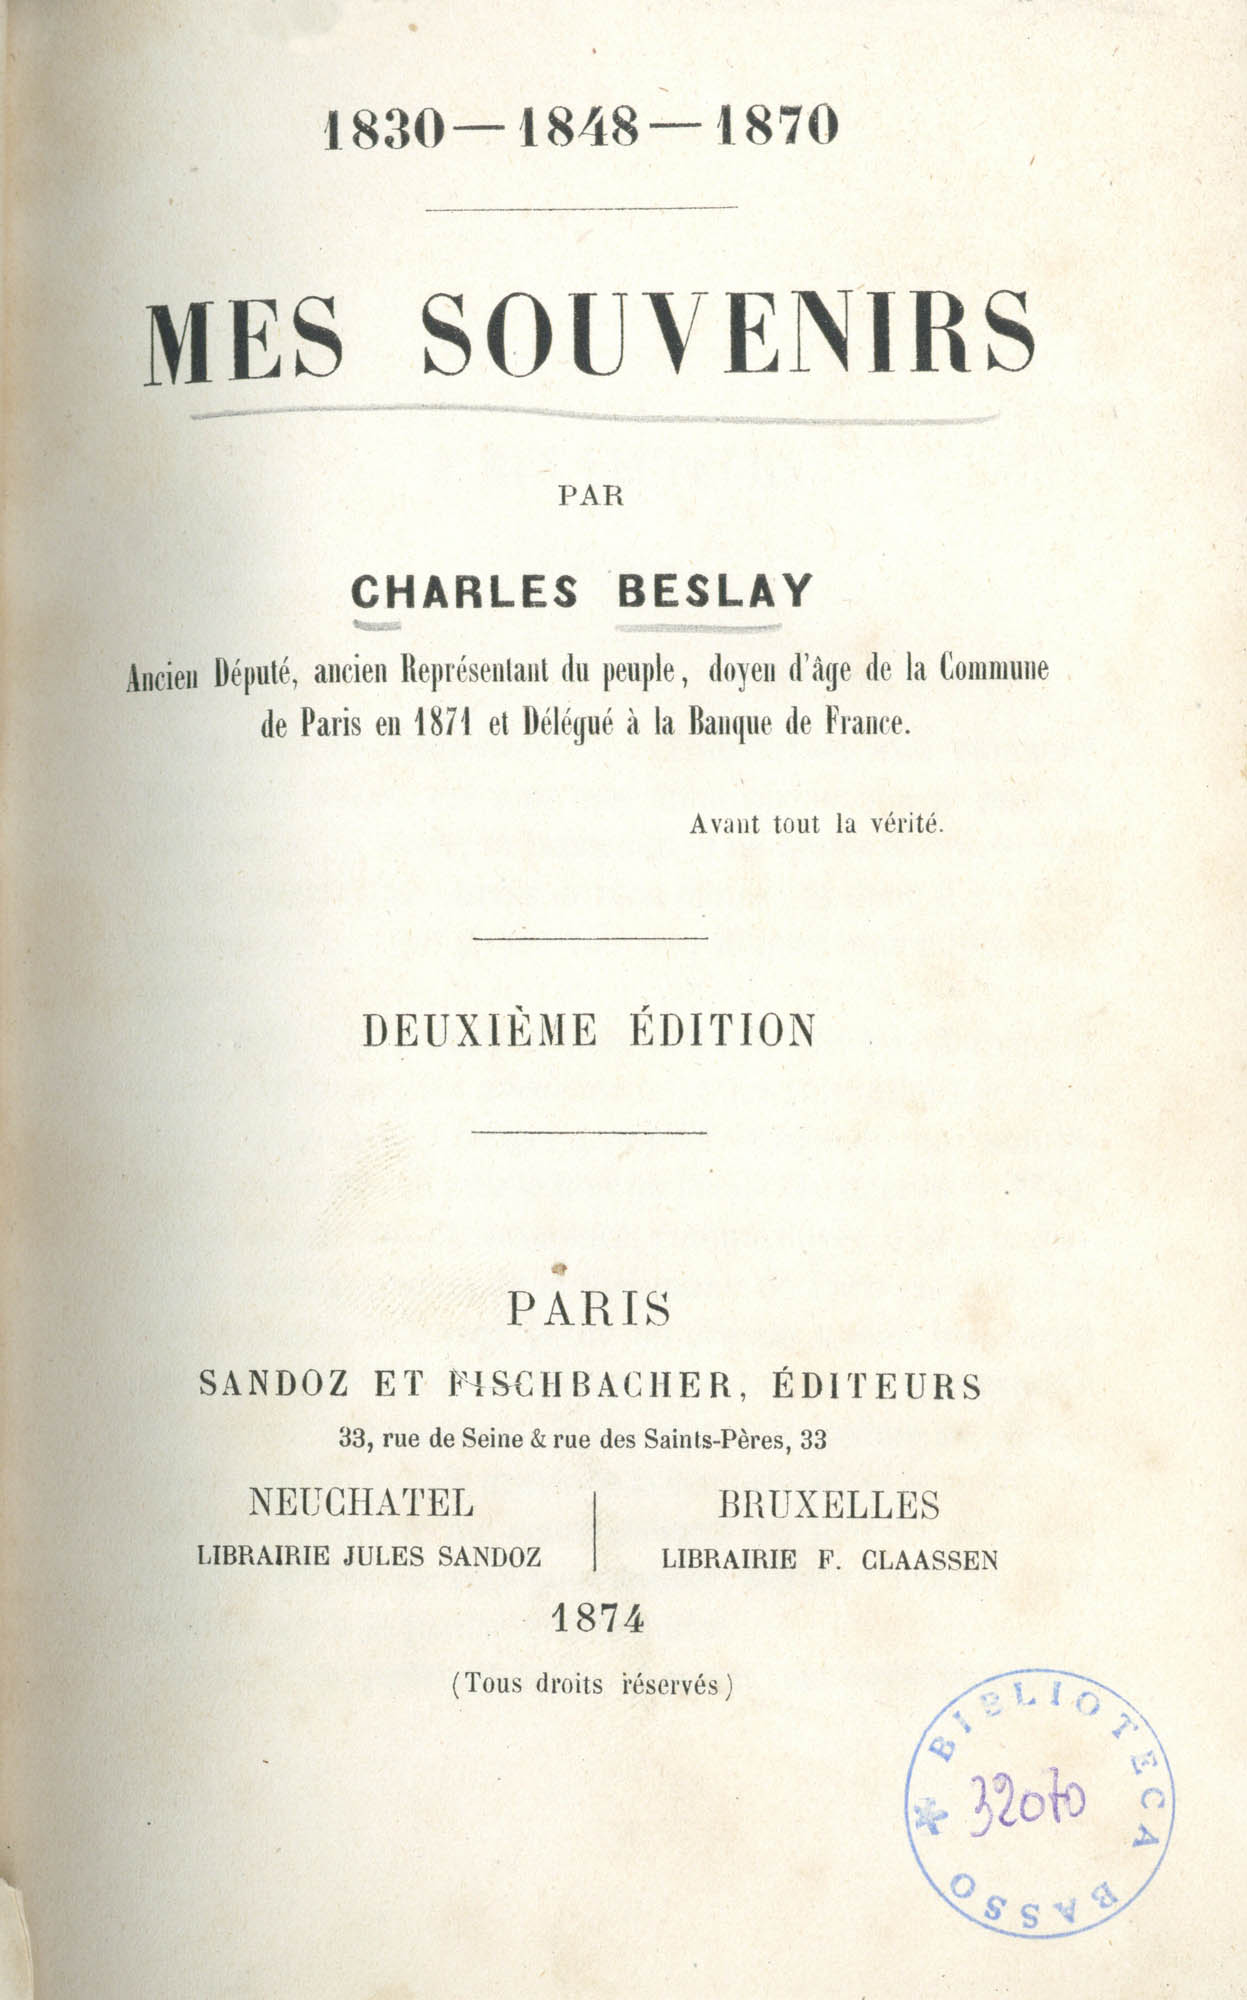 1830 — 1848 — 1870
MES SOUVENIRS
PAR
CHARLES BESLAY
Ancien Député, ancien Représentant du peuple, doyen d'âge de la Commune
de Paris en 1871 et Délégué à la Banque de France.
Avant tout la vérité.
DEUXIÈME ÉDITION
PARIS
SANDOZ ET FISCHBACHER, ÉDITEURS
33, rue de Seine & rue des Saints-Pères, 33
NEUCHATEL
LIBRAIRIE JULES SANDOZ
BRUXELLES
LIBRAIRIE F. CLAASSEN
1874
(Tous droits réservés)
BIBLIOTECA BASSO
32070